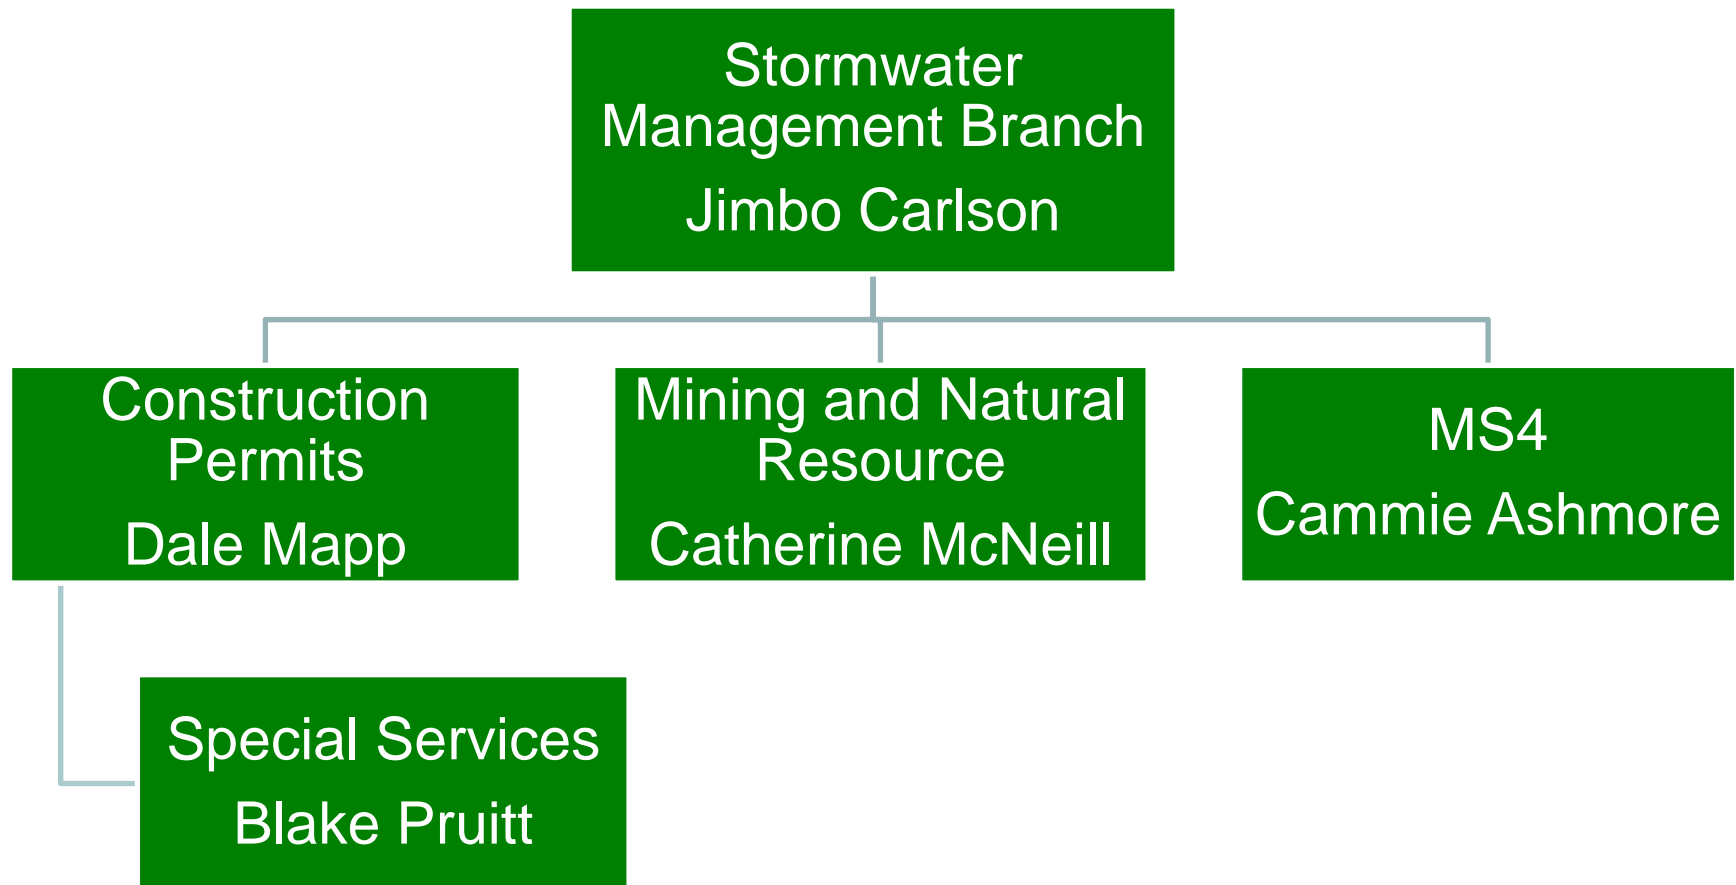 Stormwater
Management Branch
Jimbo Carlson
Construction
Permits
Dale Mapp
Mining and Natural
Resource
Catherine McNeill
MS4
Cammie Ashmore
Special Services
Blake Pruitt